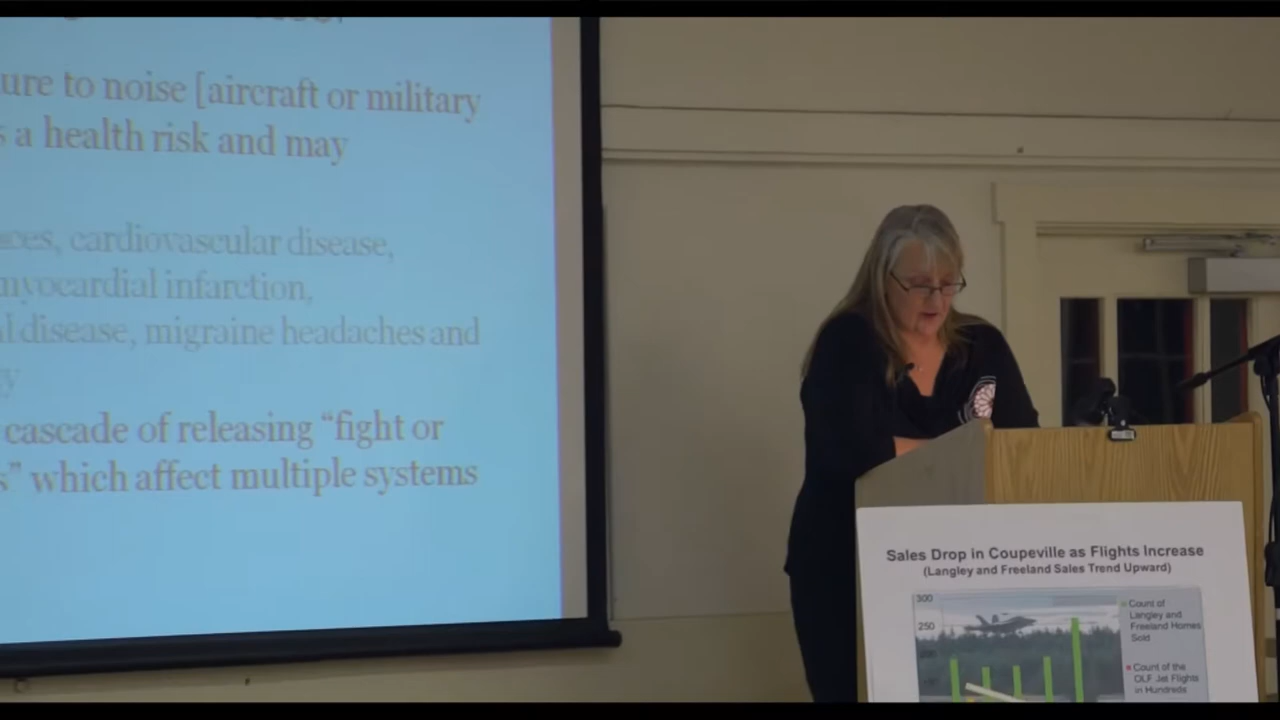 ure to noise [aircraft or military
s a health risk and may
ces, cardiovascular disease,
myocardial infarction,
l disease, migraine headaches and
y
cascade of releasing “fight or
s” which affect multiple systems
Sales Drop in Coupeville as Flights Increase
(Langley and Freeland Sales Trend Upward)
300
250
Count of
Langley and
Freeland Homes
Sold
Count of the
OLF Jet Flights
in Hundreds